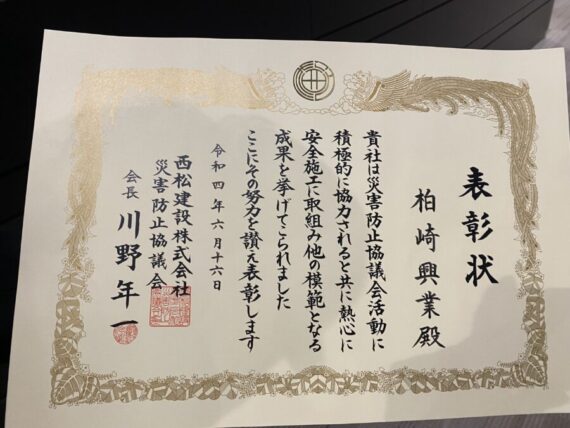 表彰状
柏崎興業殿
貴社は災害防止協議会活動に
積極的に協力されると共に熱心に
安全施工に取組み他の模範となる
成果を挙げてこられました
ここにその努力を讃え表彰します
令和四年六月十六日
西松建設株式会社
災害防止協議会
会長 川野年一